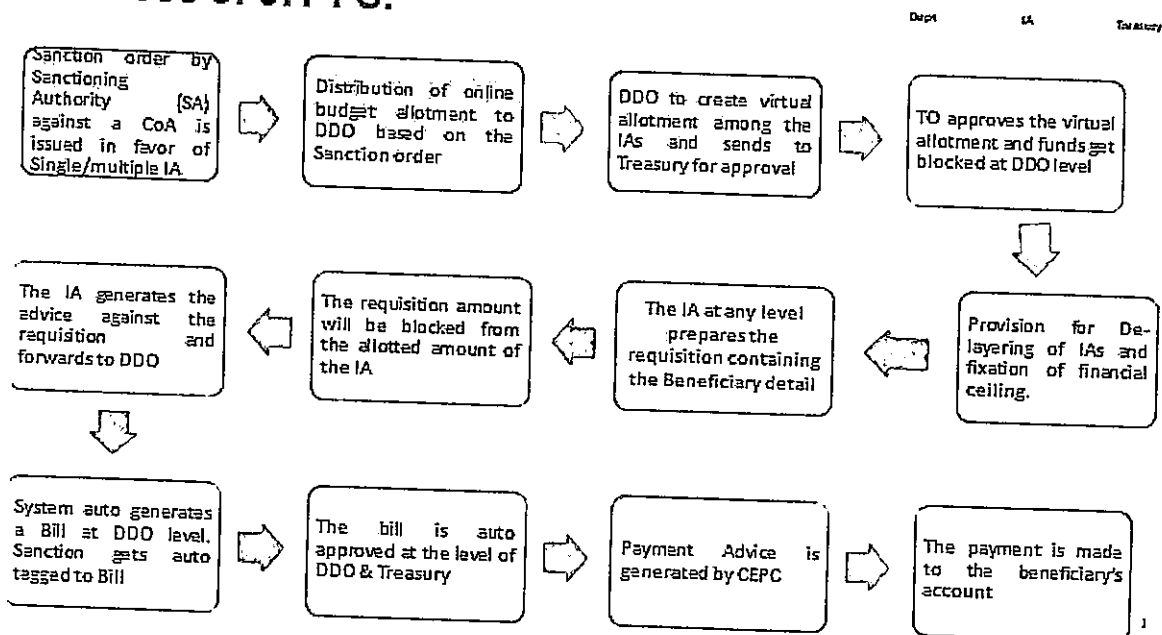 Dept IA Treasury
Sanction order by
Sanctioning
Authority (SA)
against a CoA is
issued in favor of
Single/multiple IA.
Distribution of online
budget allotment to
DDO based on the
Sanction order
DDO to create virtual
allotment among the
IAs and sends to
Treasury for approval
TO approves the virtual
allotment and funds get
blocked at DDO level
Provision for De-
layering of IAs and
fixation of financial
ceiling.
The IA at any level
prepares the
requisition containing
the Beneficiary detail
The requisition amount
will be blocked from
the allotted amount of
the IA
The IA generates the
advice against the
requisition and
forwards to DDO
System auto generates
a Bill at DDO level.
Sanction gets auto
tagged to Bill
The bill is auto
approved at the level of
DDO & Treasury
Payment Advice is
generated by CEPC
The payment is made
to the beneficiary's
account
1